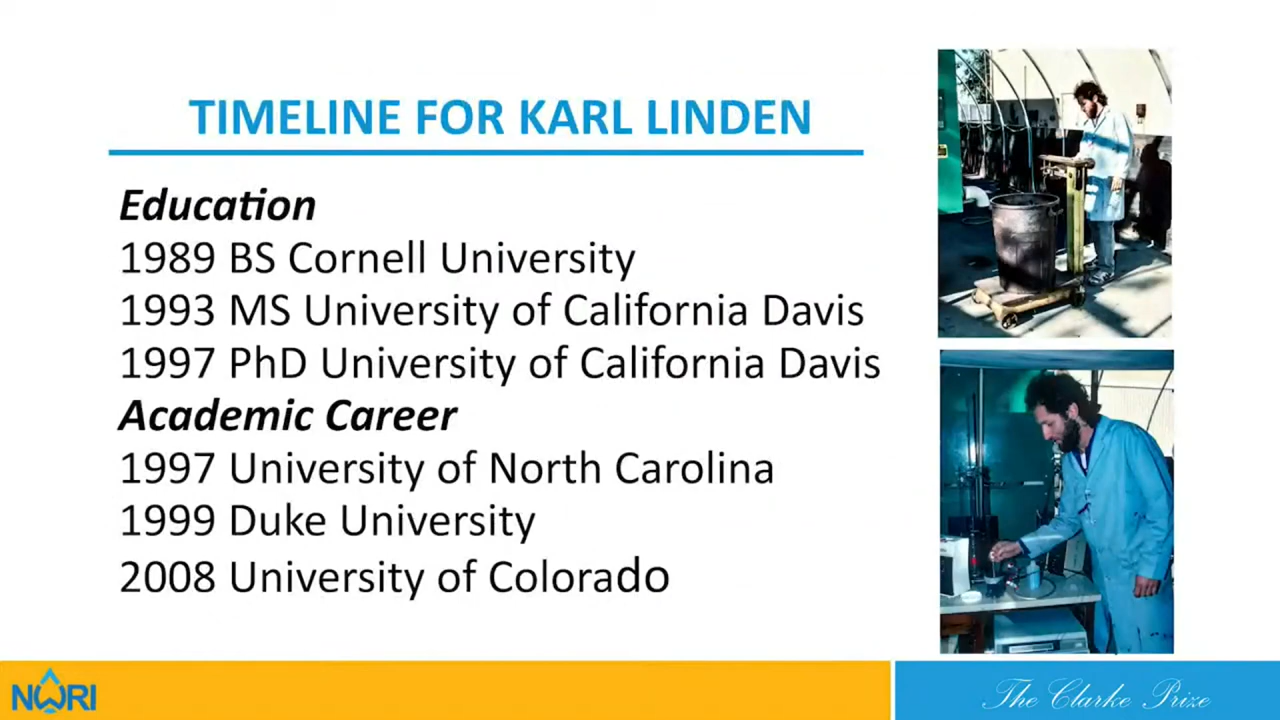 TIMELINE FOR KARL LINDEN
Education
1989 BS Cornell University
1993 MS University of California Davis
1997 PhD University of California Davis
Academic Career
1997 University of North Carolina
1999 Duke University
2008 University of Colorado
NWRI
The Clarke Prize